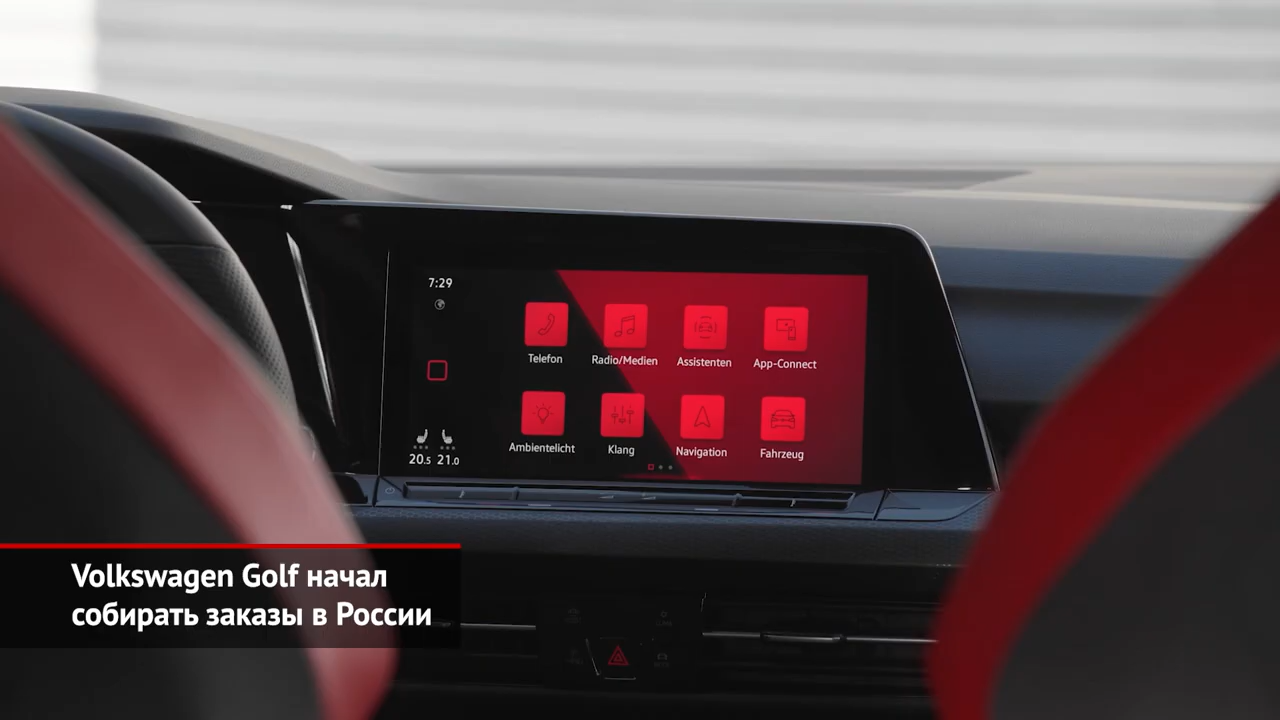 7:29
Telefon
Radio/Medien
Assistenten
App-Connect
Ambientelicht
Klang
Navigation
Fahrzeug
20.5 21.0
Volkswagen Golf начал
собирать заказы в России